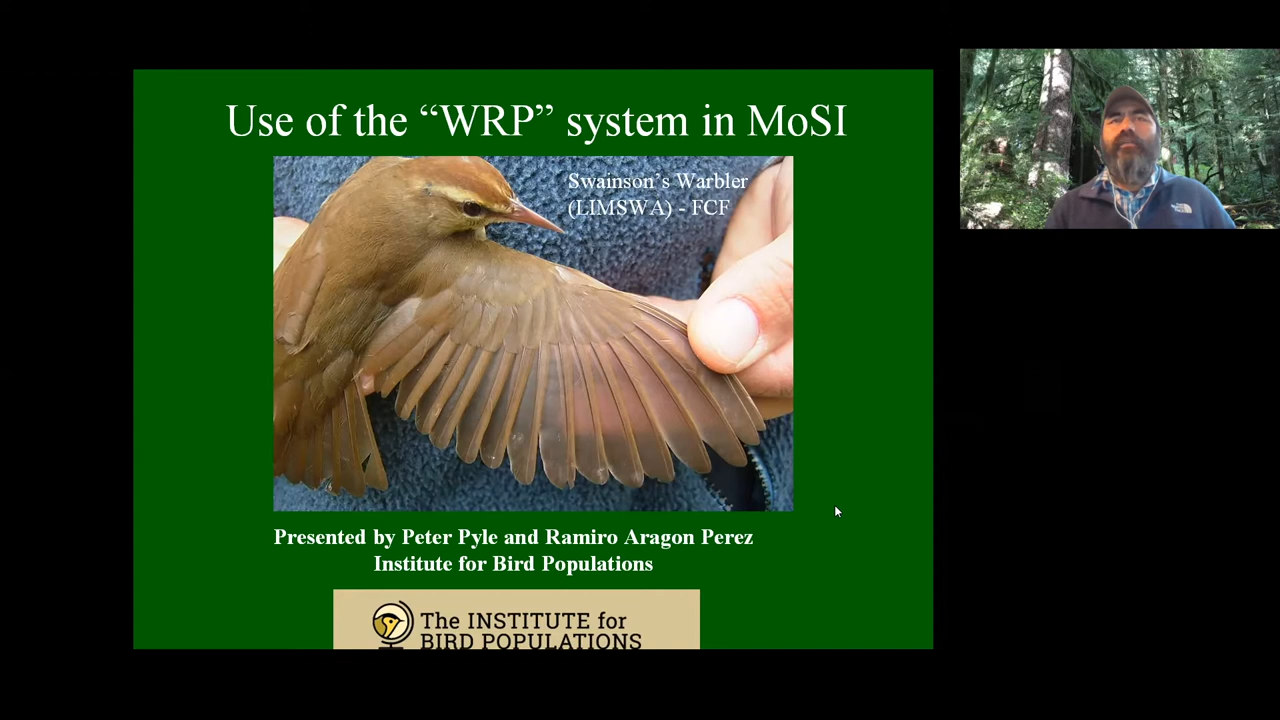 Use of the “WRP” system in MoSI
Swainson’s Warbler
(LIMSWA) - FCF
Presented by Peter Pyle and Ramiro Aragon Perez
Institute for Bird Populations
The INSTITUTE for
BIRD POPULATIONS